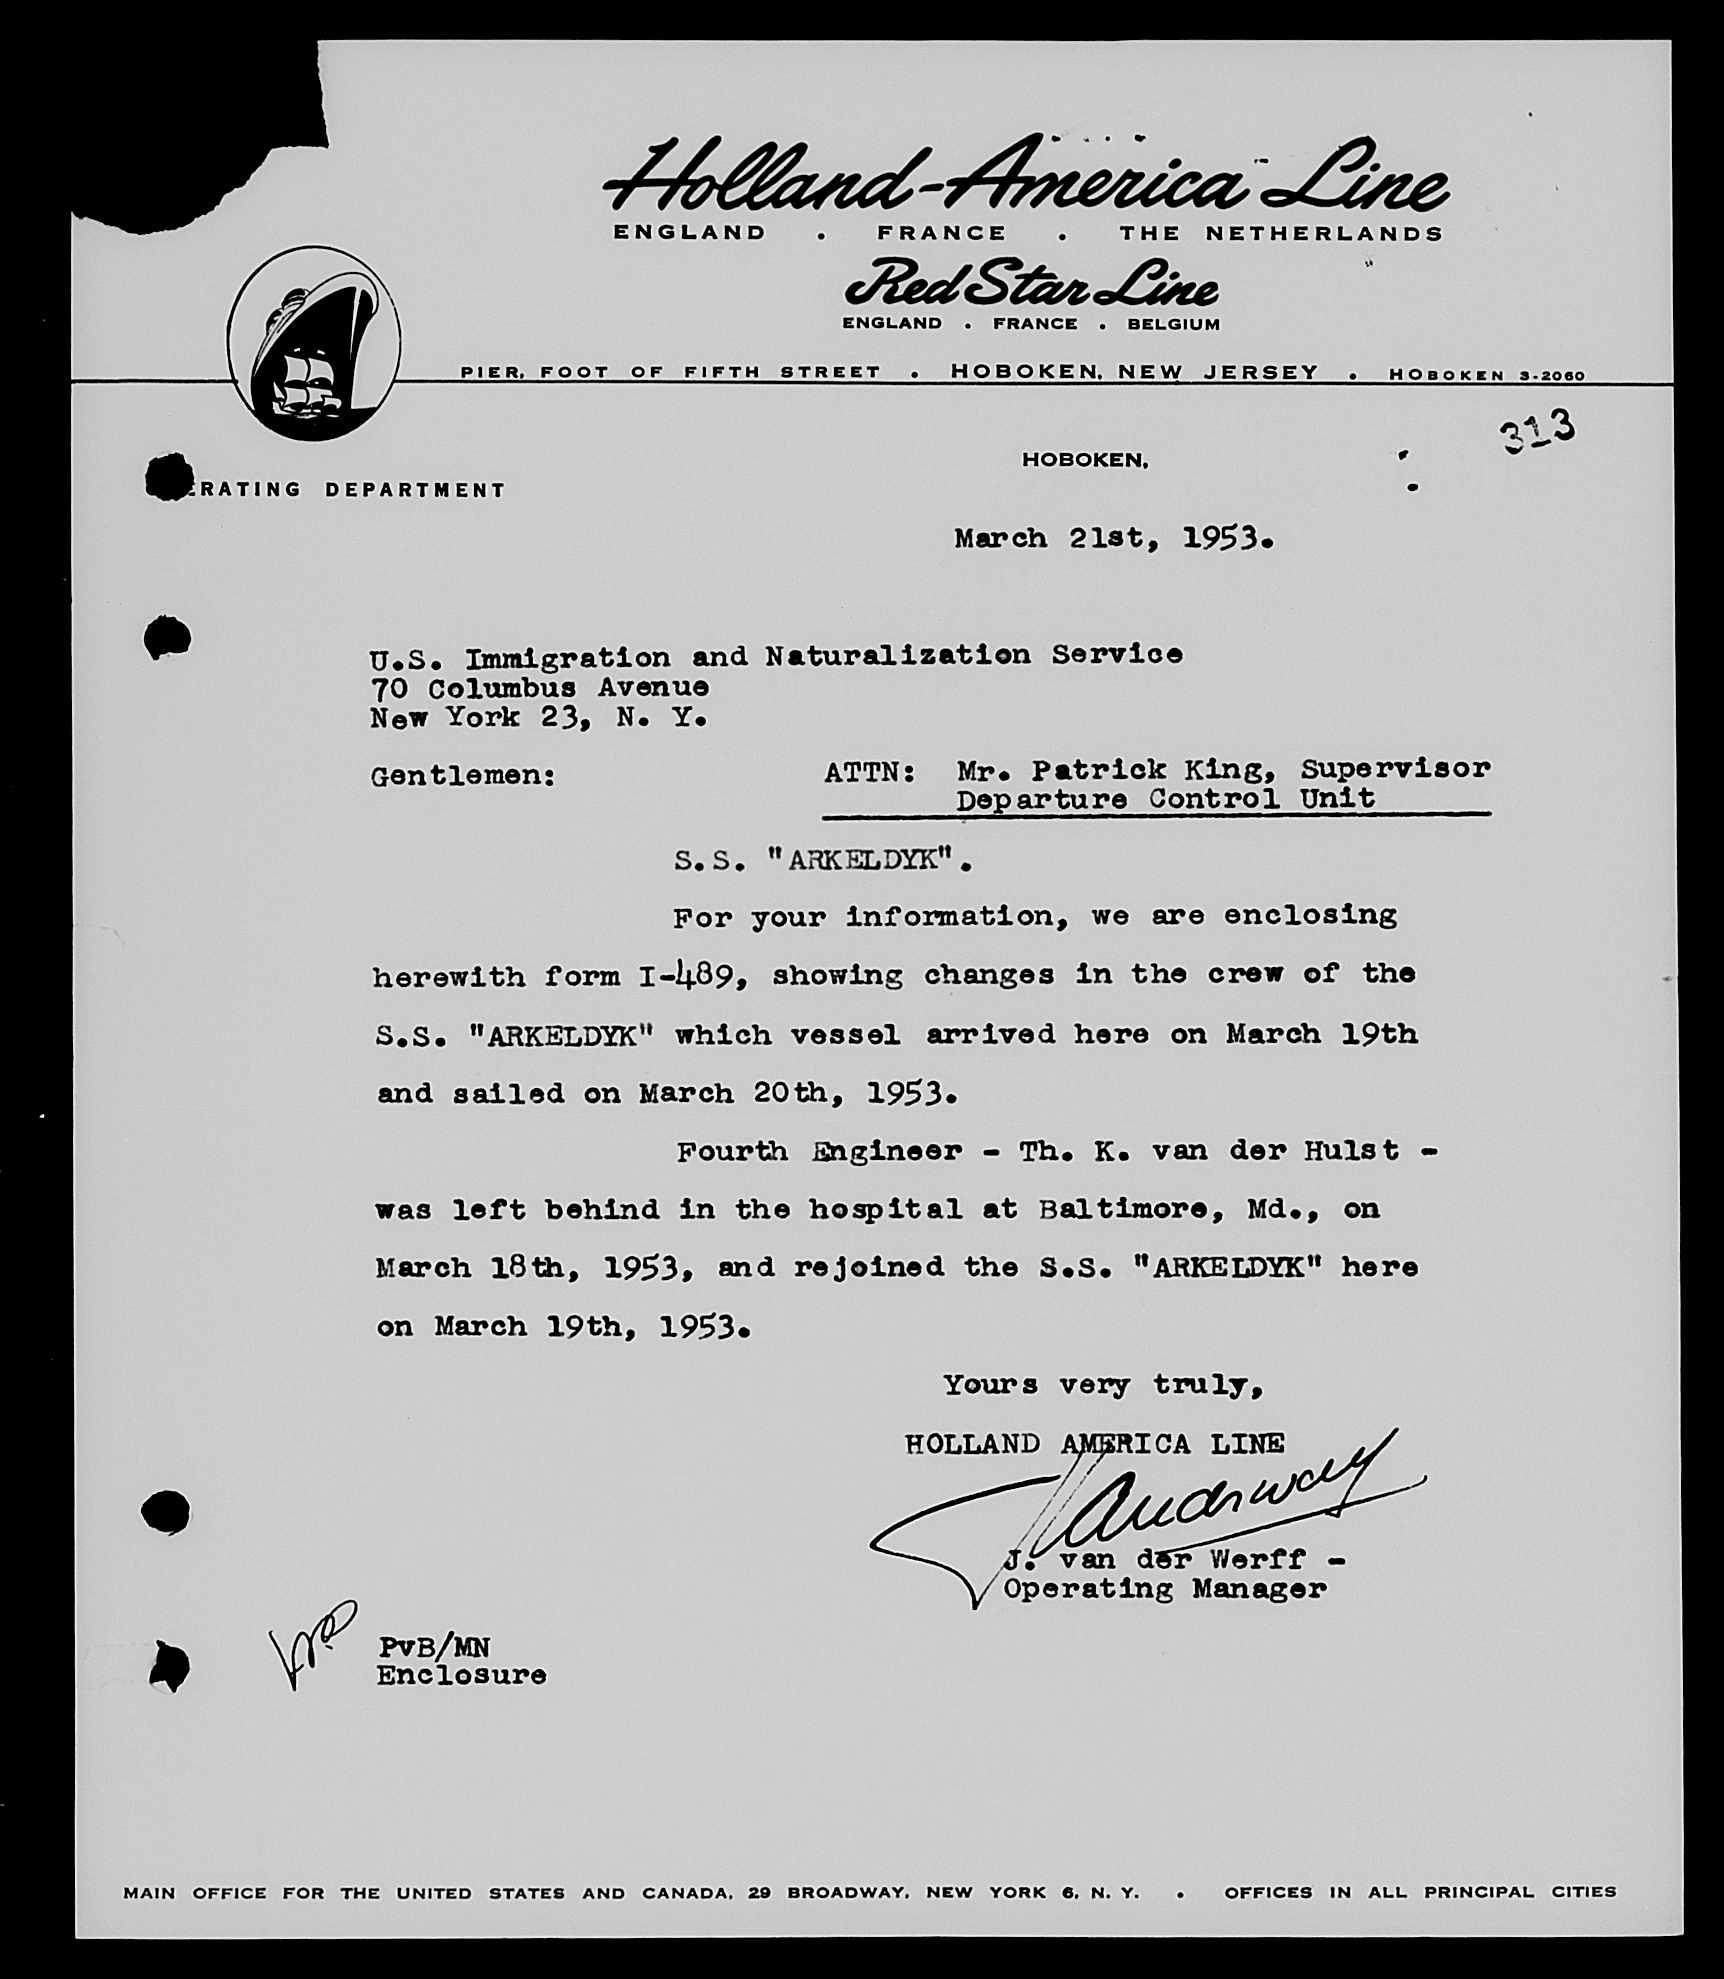 Holland-America Line
ENGLAND . FRANCE . THE NETHERLANDS
Red Star Line
ENGLAND . FRANCE . BELGIUM
PIER, FOOT OF FIFTH STREET . HOBOKEN, NEW JERSEY . HOBOKEN 3-2060
313
HOBOKEN,
ERATING DEPARTMENT
March 21st, 1953.
U.S. Immigration and Naturalization Service
70 Columbus Avenue
New York 23, N. Y.
Gentlemen: ATTN: Mr. Patrick King, Supervisor
Departure Control Unit
S.S. "ARKELDYK".
For your information, we are enclosing
herewith form I-489, showing changes in the crew of the
S.S. "ARKELDYK" which vessel arrived here on March 19th
and sailed on March 20th, 1953.
Fourth Engineer - Th. K. van der Hulst -
was left behind in the hospital at Baltimore, Md., on
March 18th, 1953, and rejoined the S.S. "ARKELDYK" here
on March 19th, 1953.
Yours very truly,
HOLLAND AMERICA LINE
J. van der Werff -
Operating Manager
PvB/MN
Enclosure
MAIN OFFICE FOR THE UNITED STATES AND CANADA, 29 BROADWAY, NEW YORK 6, N. Y. . OFFICES IN ALL PRINCIPAL CITIES